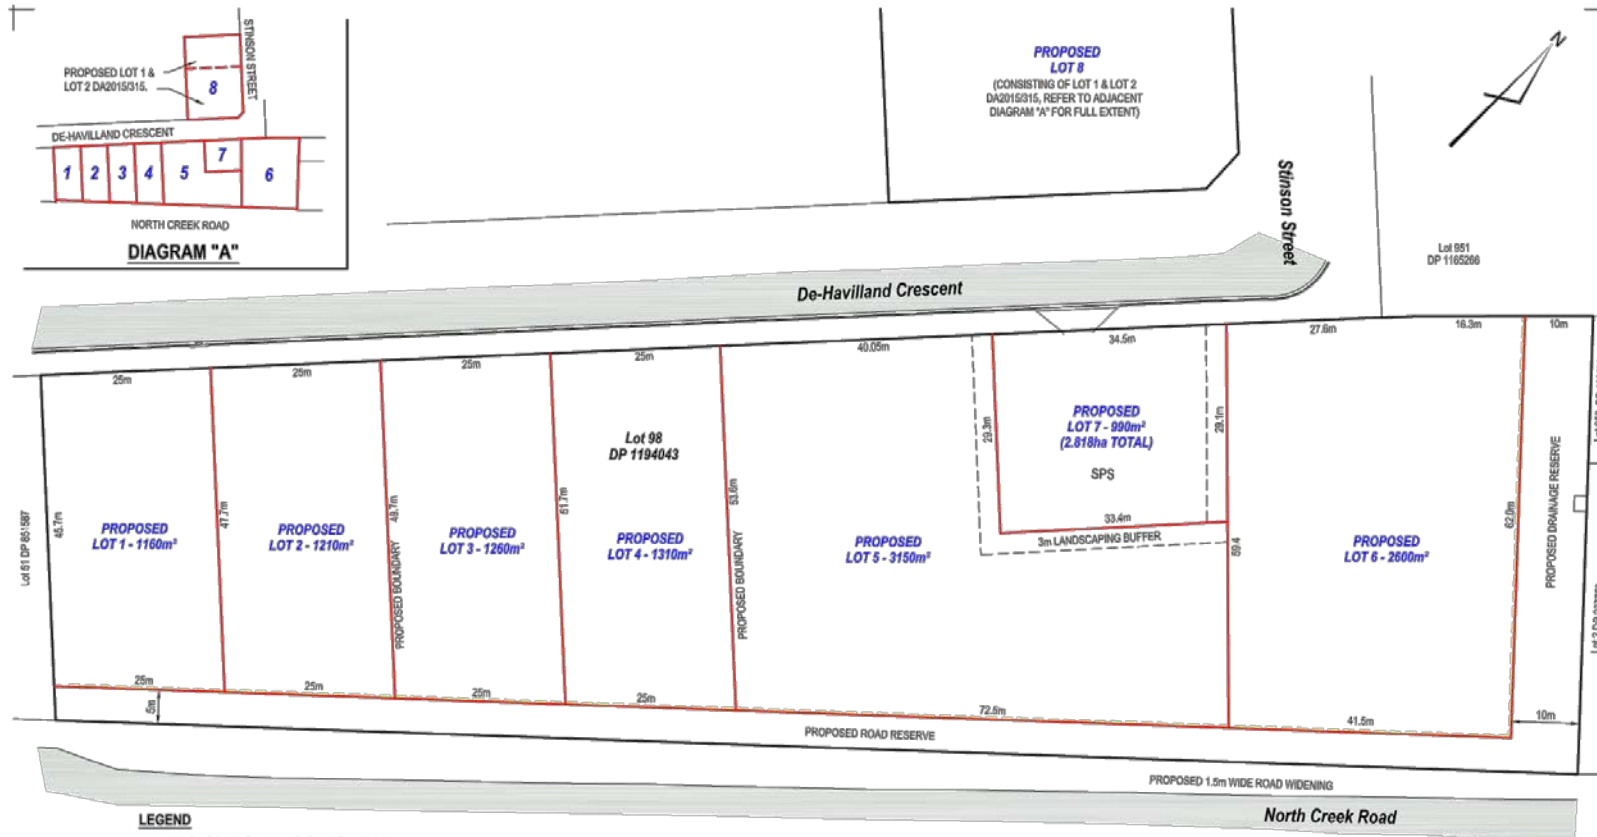 STINSON STREET
PROPOSED LOT 1 &
LOT 2 DA2015/315.
8
DE-HAVILLAND CRESCENT
1
2
3
4
5
7
6
NORTH CREEK ROAD
DIAGRAM "A"
PROPOSED
LOT 8
(CONSISTING OF LOT 1 & LOT 2
DA2015/315, REFER TO ADJACENT
DIAGRAM "A" FOR FULL EXTENT)
N
Stinson Street
Lot 951
DP 1165266
De-Havilland Crescent
25m
25m
25m
25m
40.05m
34.5m
27.6m
16.3m
10m
Lot 51 DP 851587
45.7m
PROPOSED
LOT 1 - 1160m²
47.7m
PROPOSED
LOT 2 - 1210m²
49.7m
PROPOSED BOUNDARY
PROPOSED
LOT 3 - 1260m²
51.7m
Lot 98
DP 1194043
PROPOSED
LOT 4 - 1310m²
53.6m
PROPOSED BOUNDARY
PROPOSED
LOT 5 - 3150m²
29.3m
PROPOSED
LOT 7 - 990m²
(2.818ha TOTAL)
SPS
29.1m
33.4m
3m LANDSCAPING BUFFER
59.4
PROPOSED
LOT 6 - 2600m²
62.0m
PROPOSED DRAINAGE RESERVE
25m
25m
25m
25m
72.5m
41.5m
10m
5m
PROPOSED ROAD RESERVE
PROPOSED 1.5m WIDE ROAD WIDENING
North Creek Road
LEGEND